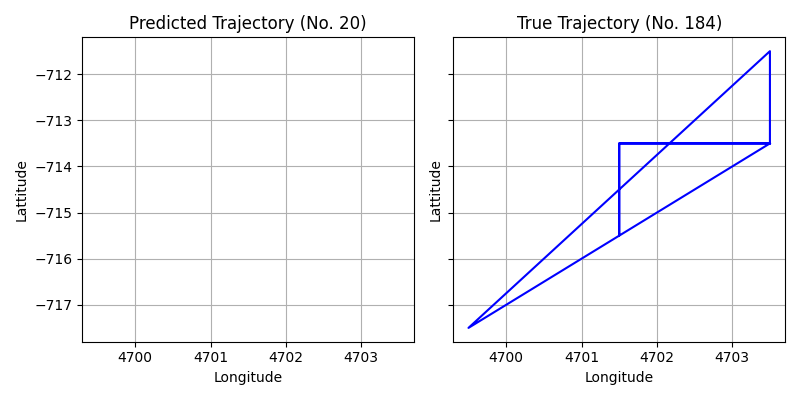 Predicted Trajectory (No. 20)
True Trajectory (No. 184)
Lattitude
−712
−713
−714
−715
−716
−717
4700 4701 4702 4703
Longitude
Lattitude
4700 4701 4702 4703
Longitude